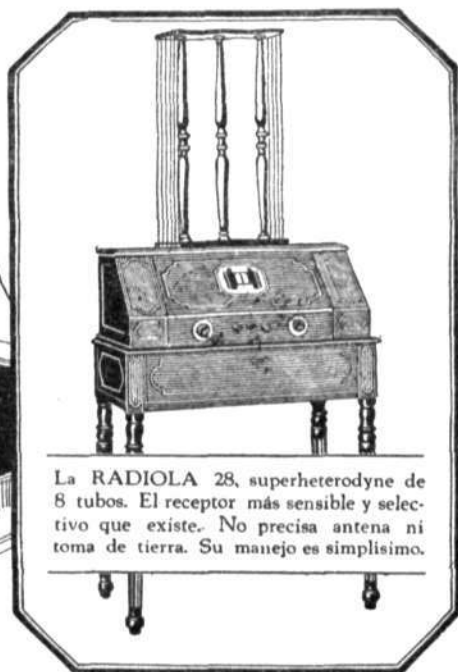 La RADIOLA 28, superheterodyne de
8 tubos. El receptor más sensible y selec-
tivo que existe. No precisa antena ni
toma de tierra. Su manejo es simplisimo.